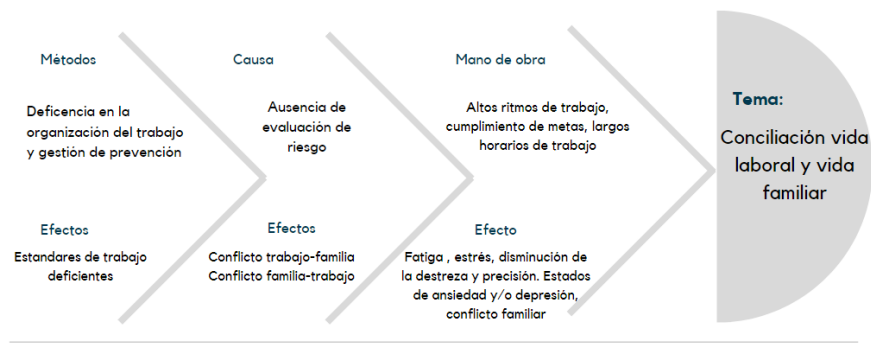 Métodos
Deficencia en la
organización del trabajo
y gestión de prevención
Efectos
Estandares de trabajo
deficientes
Causa
Ausencia de
evaluación de
riesgo
Efectos
Conflicto trabajo-familia
Conflicto familia-trabajo
Mano de obra
Altos ritmos de trabajo,
cumplimiento de metas, largos
horarios de trabajo
Efecto
Fatiga , estrés, disminución de
la destreza y precisión. Estados
de ansiedad y/o depresión,
conflicto familiar
Tema:
Conciliación vida
laboral y vida
familiar